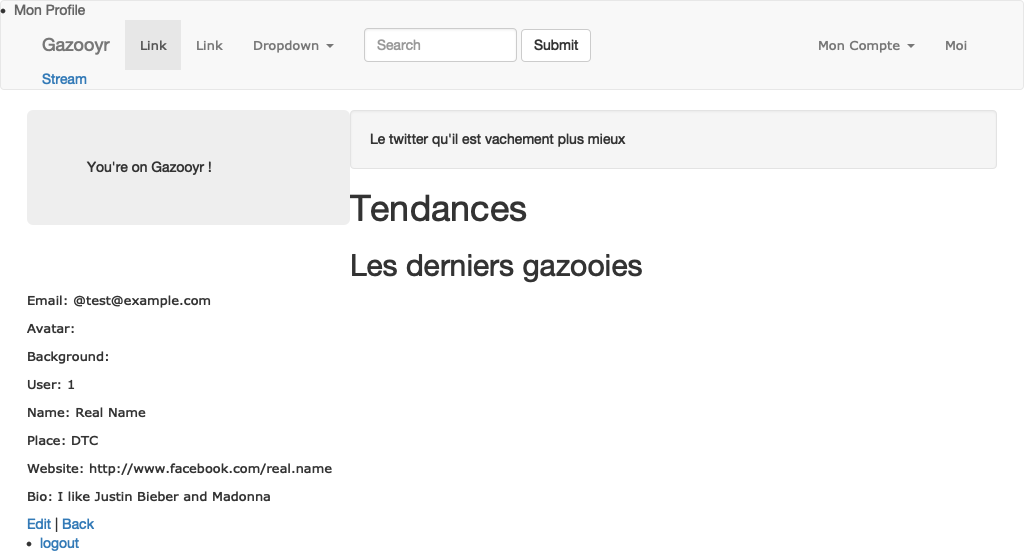 Mon Profile
Gazooyr Link Link Dropdown Search Submit Mon Compte Moi
Stream
You're on Gazooyr !
Le twitter qu'il est vachement plus mieux
Tendances
Les derniers gazooies
Email: @test@example.com
Avatar:
Background:
User: 1
Name: Real Name
Place: DTC
Website: http://www.facebook.com/real.name
Bio: I like Justin Bieber and Madonna
Edit | Back
logout